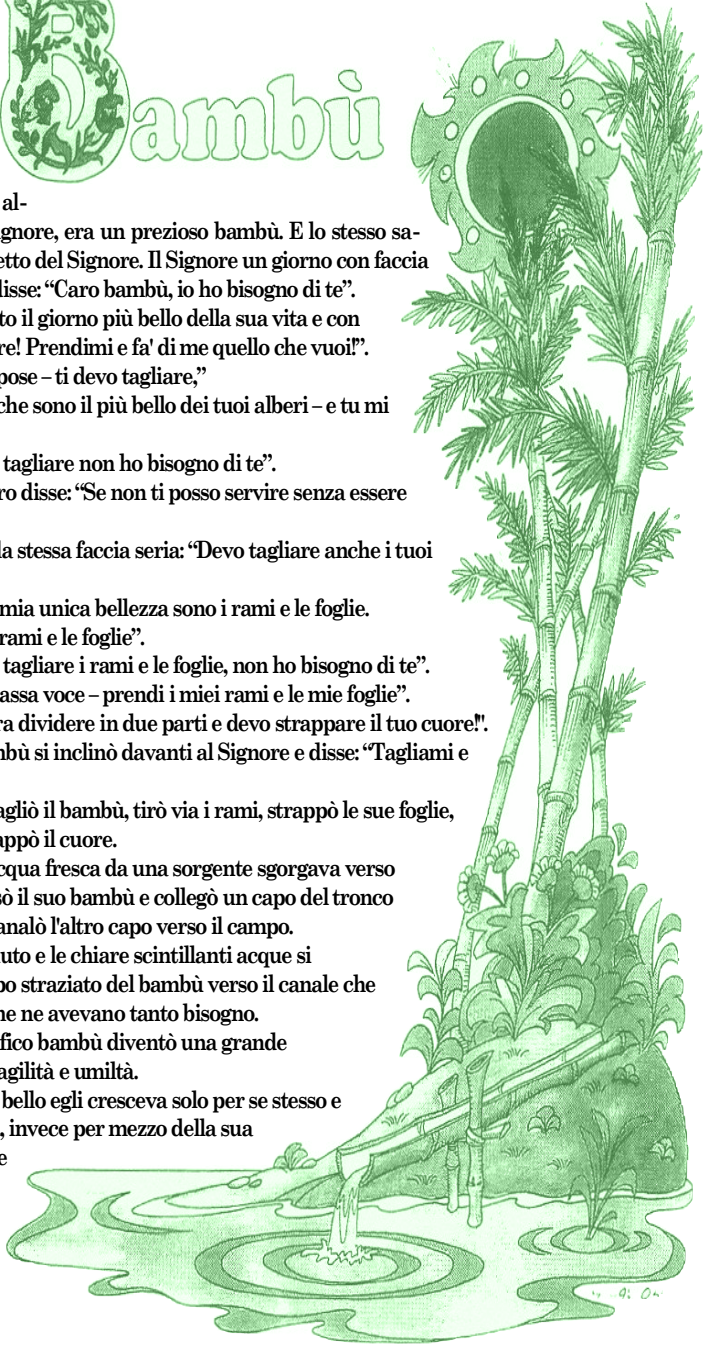 Bambù
al-
ignore, era un prezioso bambù. E lo stesso sa-
etto del Signore. Il Signore un giorno con faccia
disse: “Caro bambù, io ho bisogno di te”.
to il giorno più bello della sua vita e con
re! Prendimi e fa' di me quello che vuoi!”.
pose – ti devo tagliare,”
che sono il più bello dei tuoi alberi – e tu mi
tagliare non ho bisogno di te”.
ro disse: “Se non ti posso servire senza essere
la stessa faccia seria: “Devo tagliare anche i tuoi
mia unica bellezza sono i rami e le foglie.
rami e le foglie”.
tagliare i rami e le foglie, non ho bisogno di te”.
assa voce – prendi i miei rami e le mie foglie”.
ra dividere in due parti e devo strappare il tuo cuore!".
mbù si inclinò davanti al Signore e disse: “Tagliami e
agliò il bambù, tirò via i rami, strappò le sue foglie,
appò il cuore.
cqua fresca da una sorgente sgorgava verso
sò il suo bambù e collegò un capo del tronco
analò l'altro capo verso il campo.
uto e le chiare scintillanti acque si
po straziato del bambù verso il canale che
he ne avevano tanto bisogno.
fico bambù diventò una grande
agilità e umiltà.
bello egli cresceva solo per se stesso e
, invece per mezzo della sua
e